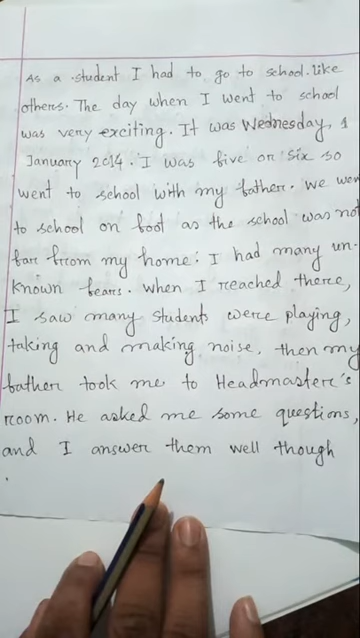 As a student I had to go to school like
others. The day when I went to school
was very exciting. It was Wednesday, 1
January 2014. I was five or six so
went to school with my father. We wen
to school on foot as the school was not
far from my home. I had many un-
known fears. When I reached there,
I saw many students were playing,
taking and making noise, then my
father took me to Headmaster's
room. He asked me some questions,
and I answer them well though
.